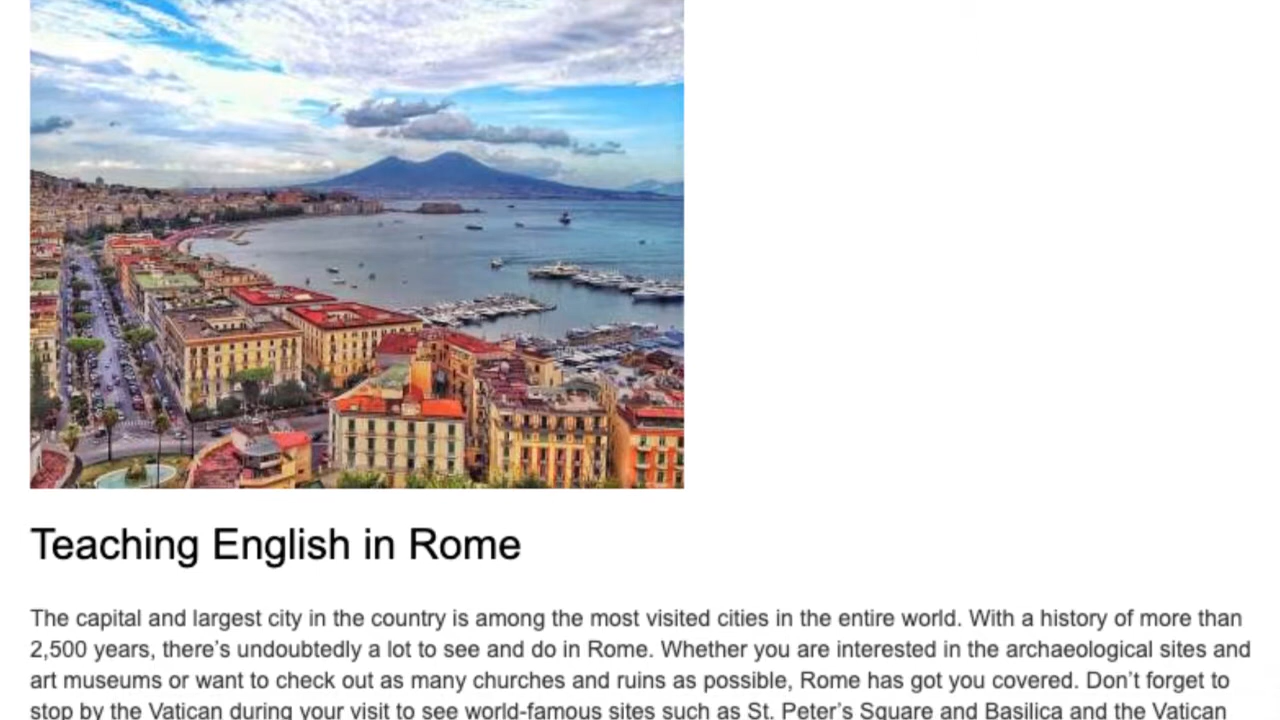 Teaching English in Rome
The capital and largest city in the country is among the most visited cities in the entire world. With a history of more than
2,500 years, there’s undoubtedly a lot to see and do in Rome. Whether you are interested in the archaeological sites and
art museums or want to check out as many churches and ruins as possible, Rome has got you covered. Don’t forget to
stop by the Vatican during your visit to see world-famous sites such as St. Peter’s Square and Basilica and the Vatican